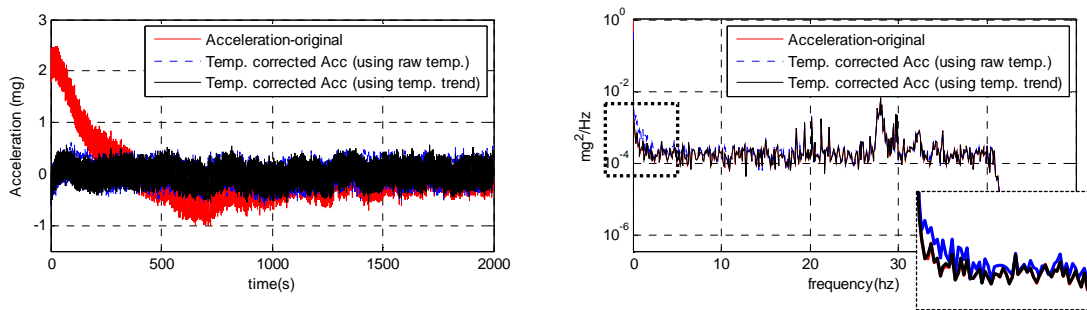 3
2
1
0
-1
Acceleration (mg)
Acceleration-original
Temp. corrected Acc (using raw temp.)
Temp. corrected Acc (using temp. trend)
0
500
1000
1500
2000
time(s)
10^0
10^-2
10^-4
10^-6
mg^2/Hz
Acceleration-original
Temp. corrected Acc (using raw temp.)
Temp. corrected Acc (using temp. trend)
0
10
20
30
frequency(hz)